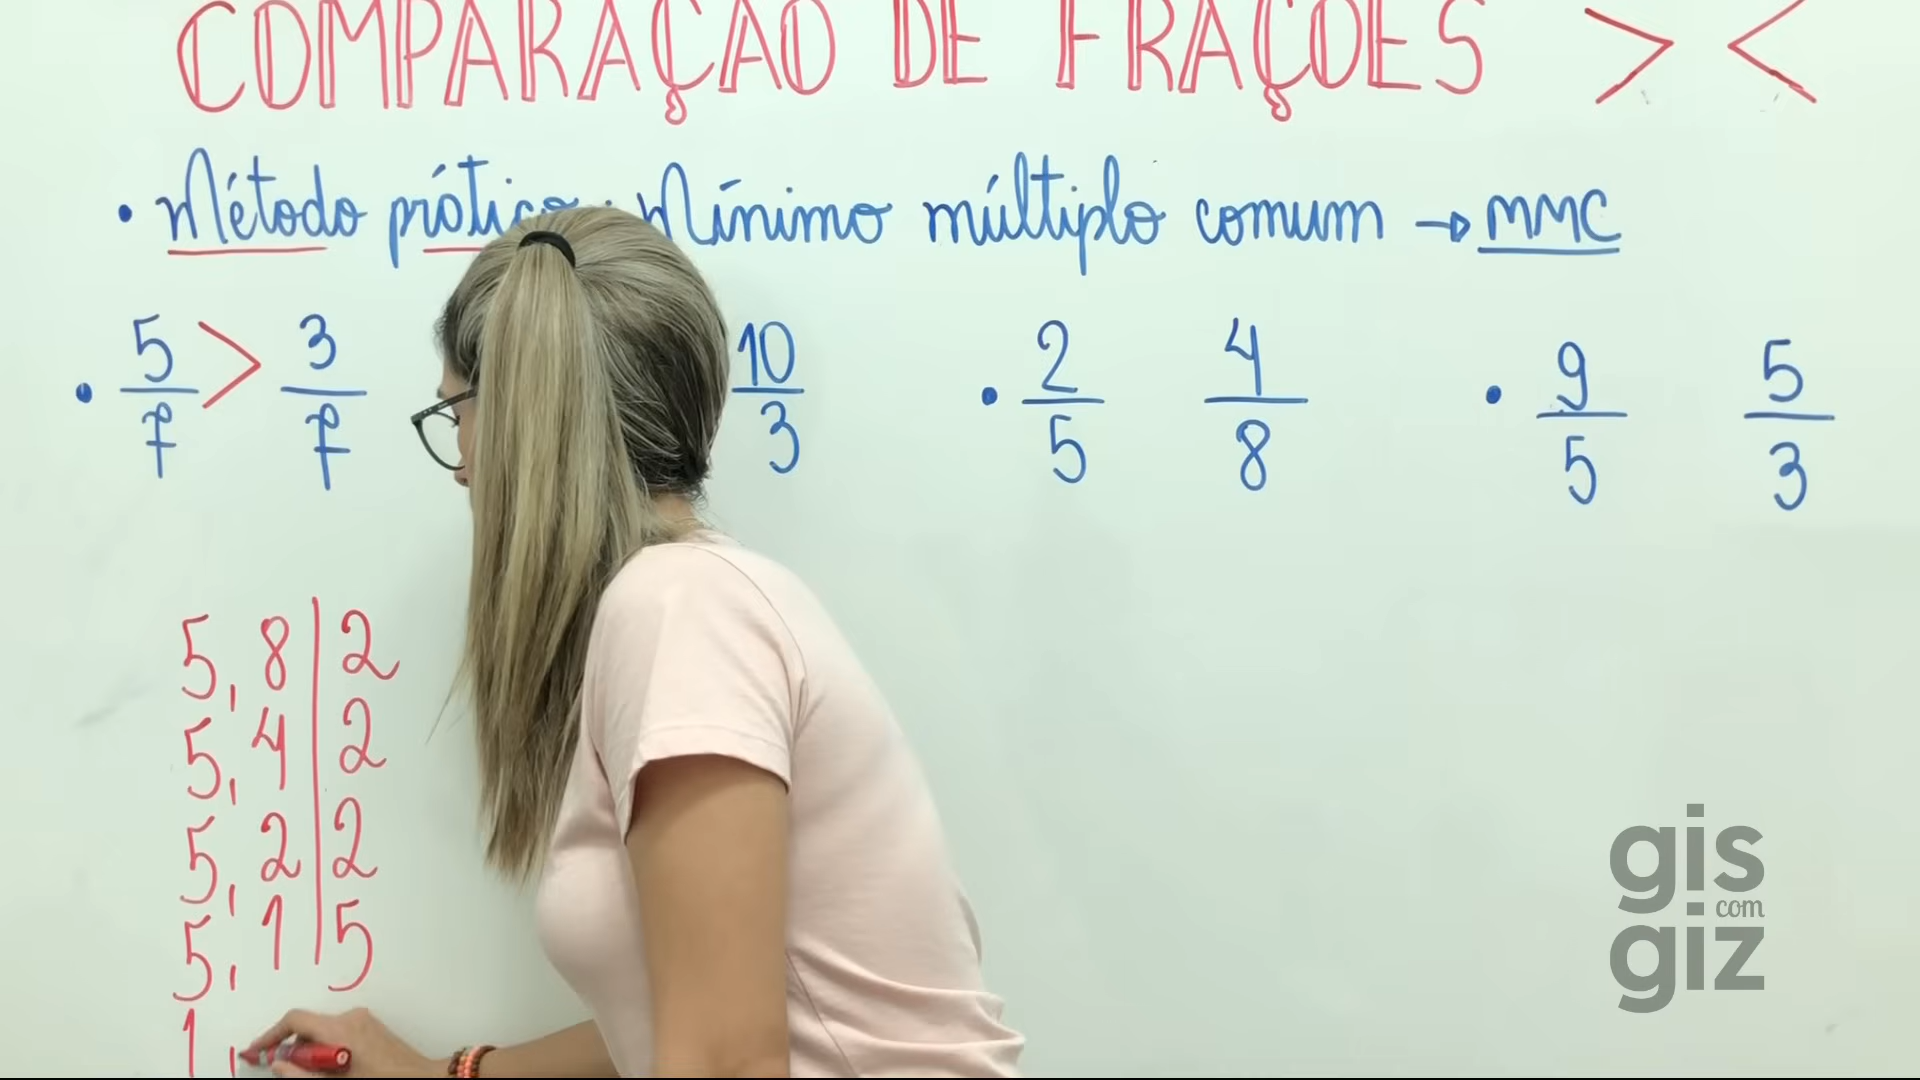 COMPARAÇÃO DE FRAÇÕES > <
• Método prático: Mínimo múltiplo comum → MMC
• 5/7 > 3/7
10/3
• 2/5 4/8
• 9/5 5/3
5, 8 | 2
5, 4 | 2
5, 2 | 2
5, 1 | 5
1,
gis
com
giz